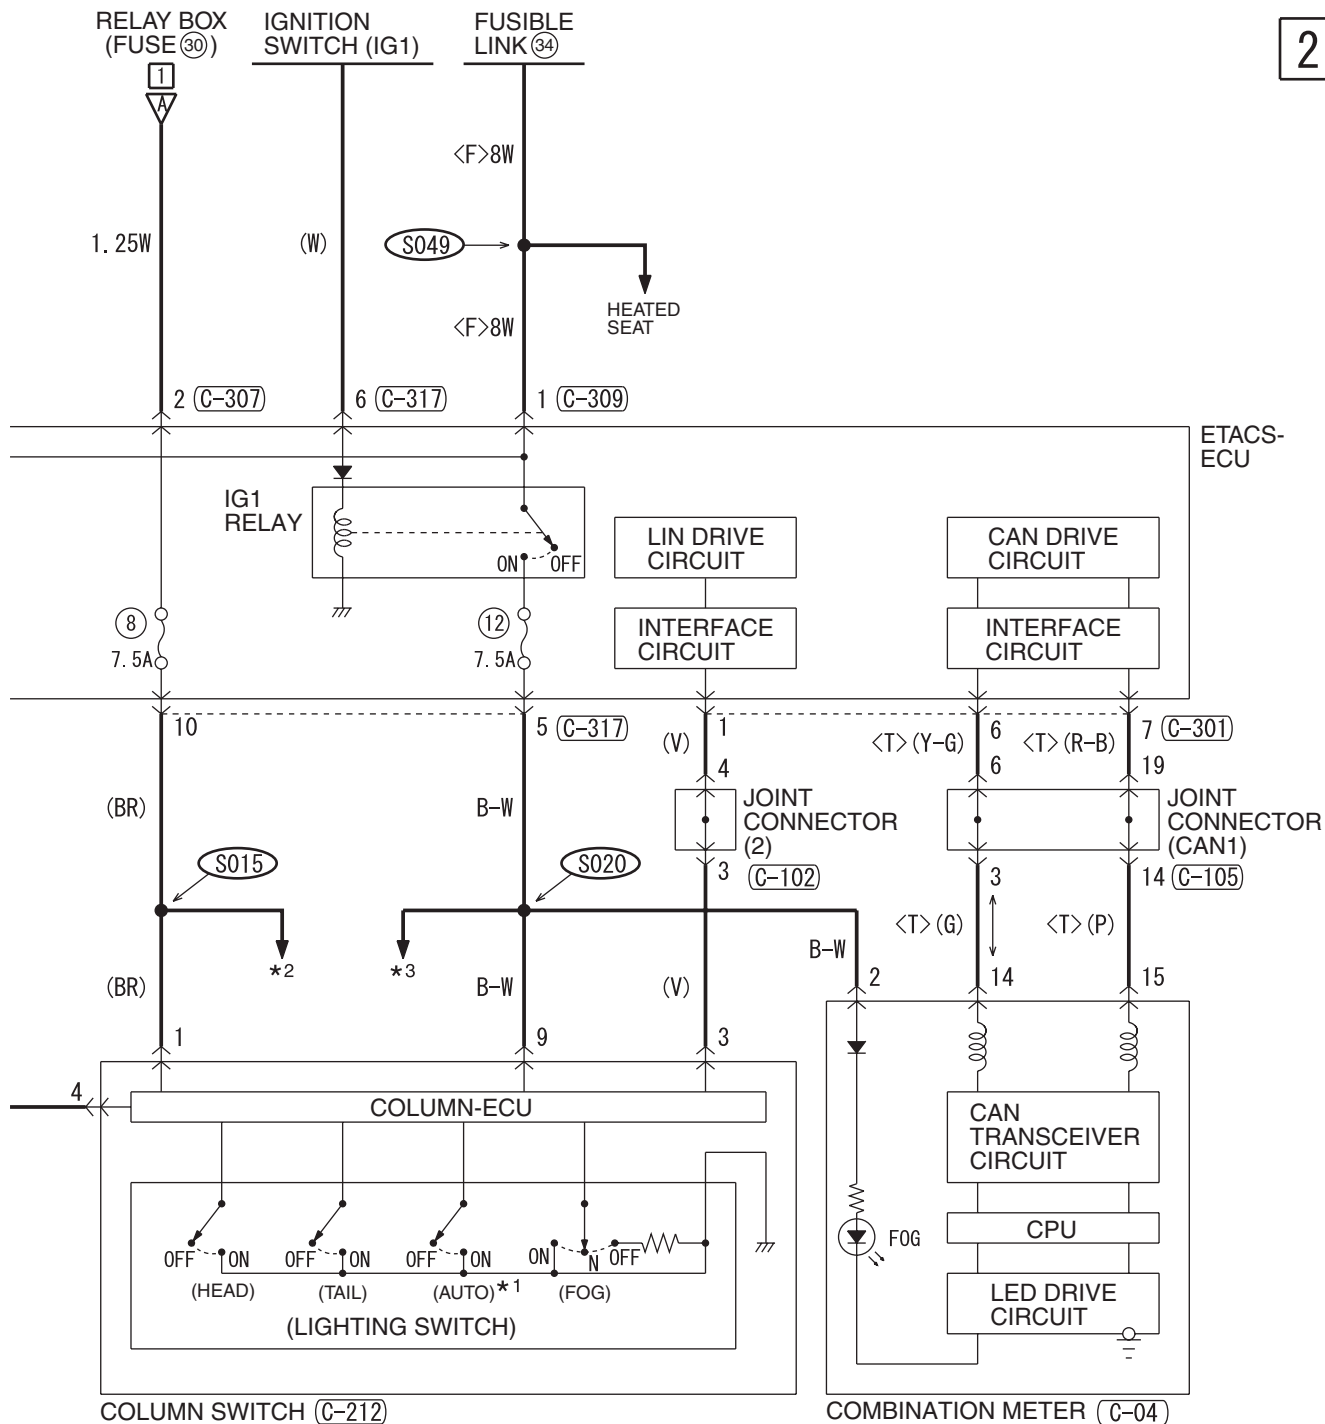 RELAY BOX
(FUSE 30)
IGNITION
SWITCH (IG1)
FUSIBLE
LINK 34
2
1
A
<F>8W
1.25W
(W)
S049
HEATED
SEAT
<F>8W
2 (C-307)
6 (C-317)
1 (C-309)
ETACS-
ECU
IG1
RELAY
ON
OFF
LIN DRIVE
CIRCUIT
CAN DRIVE
CIRCUIT
8
7.5A
12
7.5A
INTERFACE
CIRCUIT
INTERFACE
CIRCUIT
10
5 (C-317)
1
6
7 (C-301)
(V)
<T>(Y-G)
<T>(R-B)
4
6
19
(BR)
B-W
JOINT
CONNECTOR
(2)
JOINT
CONNECTOR
(CAN1)
S015
S020
3
(C-102)
3
14 (C-105)
*2
*3
B-W
<T>(G)
<T>(P)
(BR)
B-W
(V)
2
14
15
1
9
3
4
COLUMN-ECU
CAN
TRANSCEIVER
CIRCUIT
CPU
FOG
LED DRIVE
CIRCUIT
OFF
ON
OFF
ON
OFF
ON
ON
N
OFF
(HEAD)
(TAIL)
(AUTO)*1
(FOG)
(LIGHTING SWITCH)
COLUMN SWITCH (C-212)
COMBINATION METER (C-04)